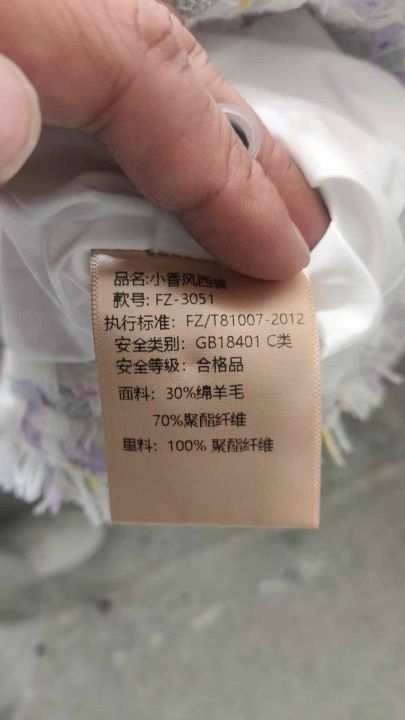 品名:小香风西装
款号: FZ-3051
执行标准: FZ/T81007-2012
安全类别: GB18401 C类
安全等级: 合格品
面料: 30%绵羊毛
70%聚酯纤维
里料: 100% 聚酯纤维